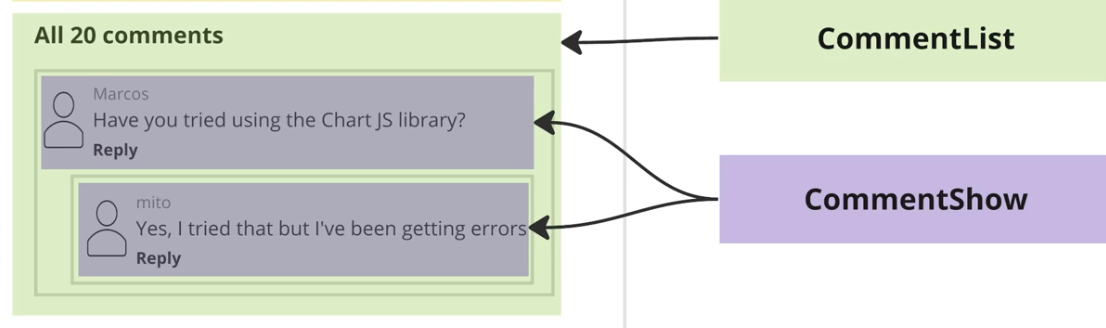 All 20 comments
Marcos
Have you tried using the Chart JS library?
Reply
mito
Yes, I tried that but I've been getting errors
Reply
CommentList
CommentShow